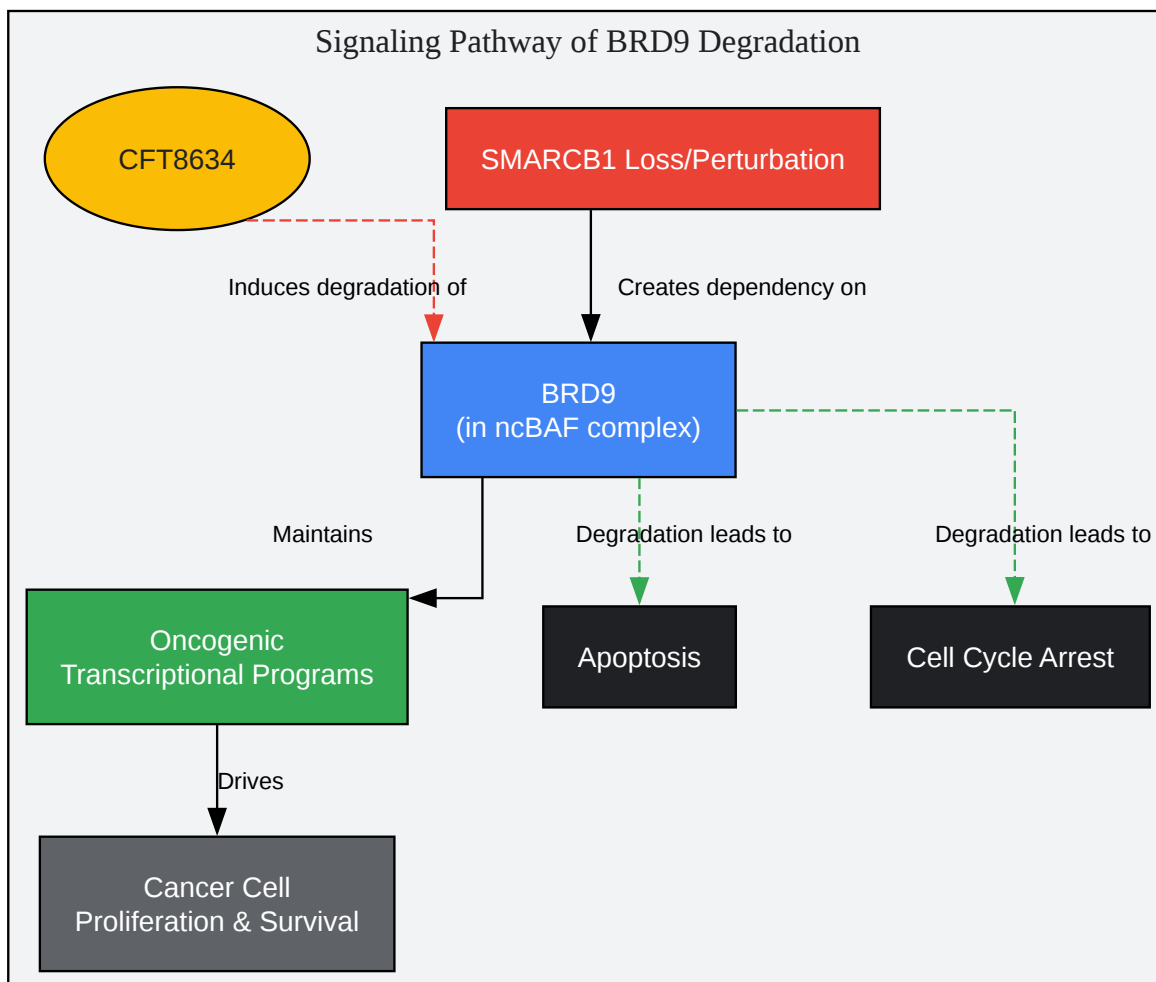 Signaling Pathway of BRD9 Degradation
CFT8634
SMARCB1 Loss/Perturbation
Induces degradation of
Creates dependency on
BRD9
(in ncBAF complex)
Maintains
Degradation leads to
Degradation leads to
Oncogenic
Transcriptional Programs
Apoptosis
Cell Cycle Arrest
Drives
Cancer Cell
Proliferation & Survival